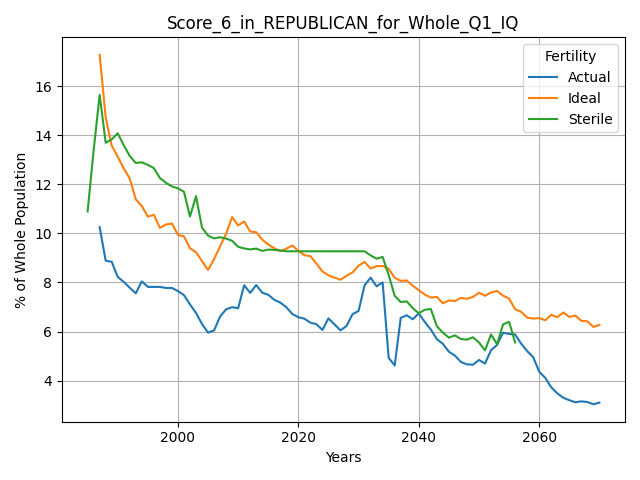 Score_6_in_REPUBLICAN_for_Whole_Q1_IQ
Fertility
Actual
Ideal
Sterile
% of Whole Population
16
14
12
10
8
6
4
2000 2020 2040 2060
Years